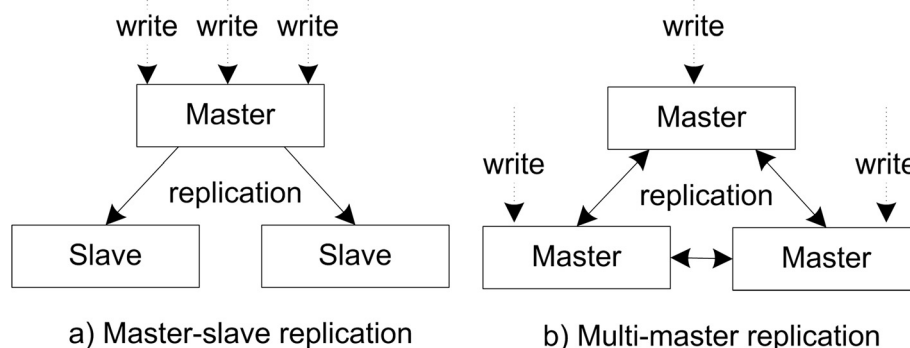 write write write
Master
replication
Slave Slave
a) Master-slave replication
write
Master
write write
replication
Master Master
b) Multi-master replication